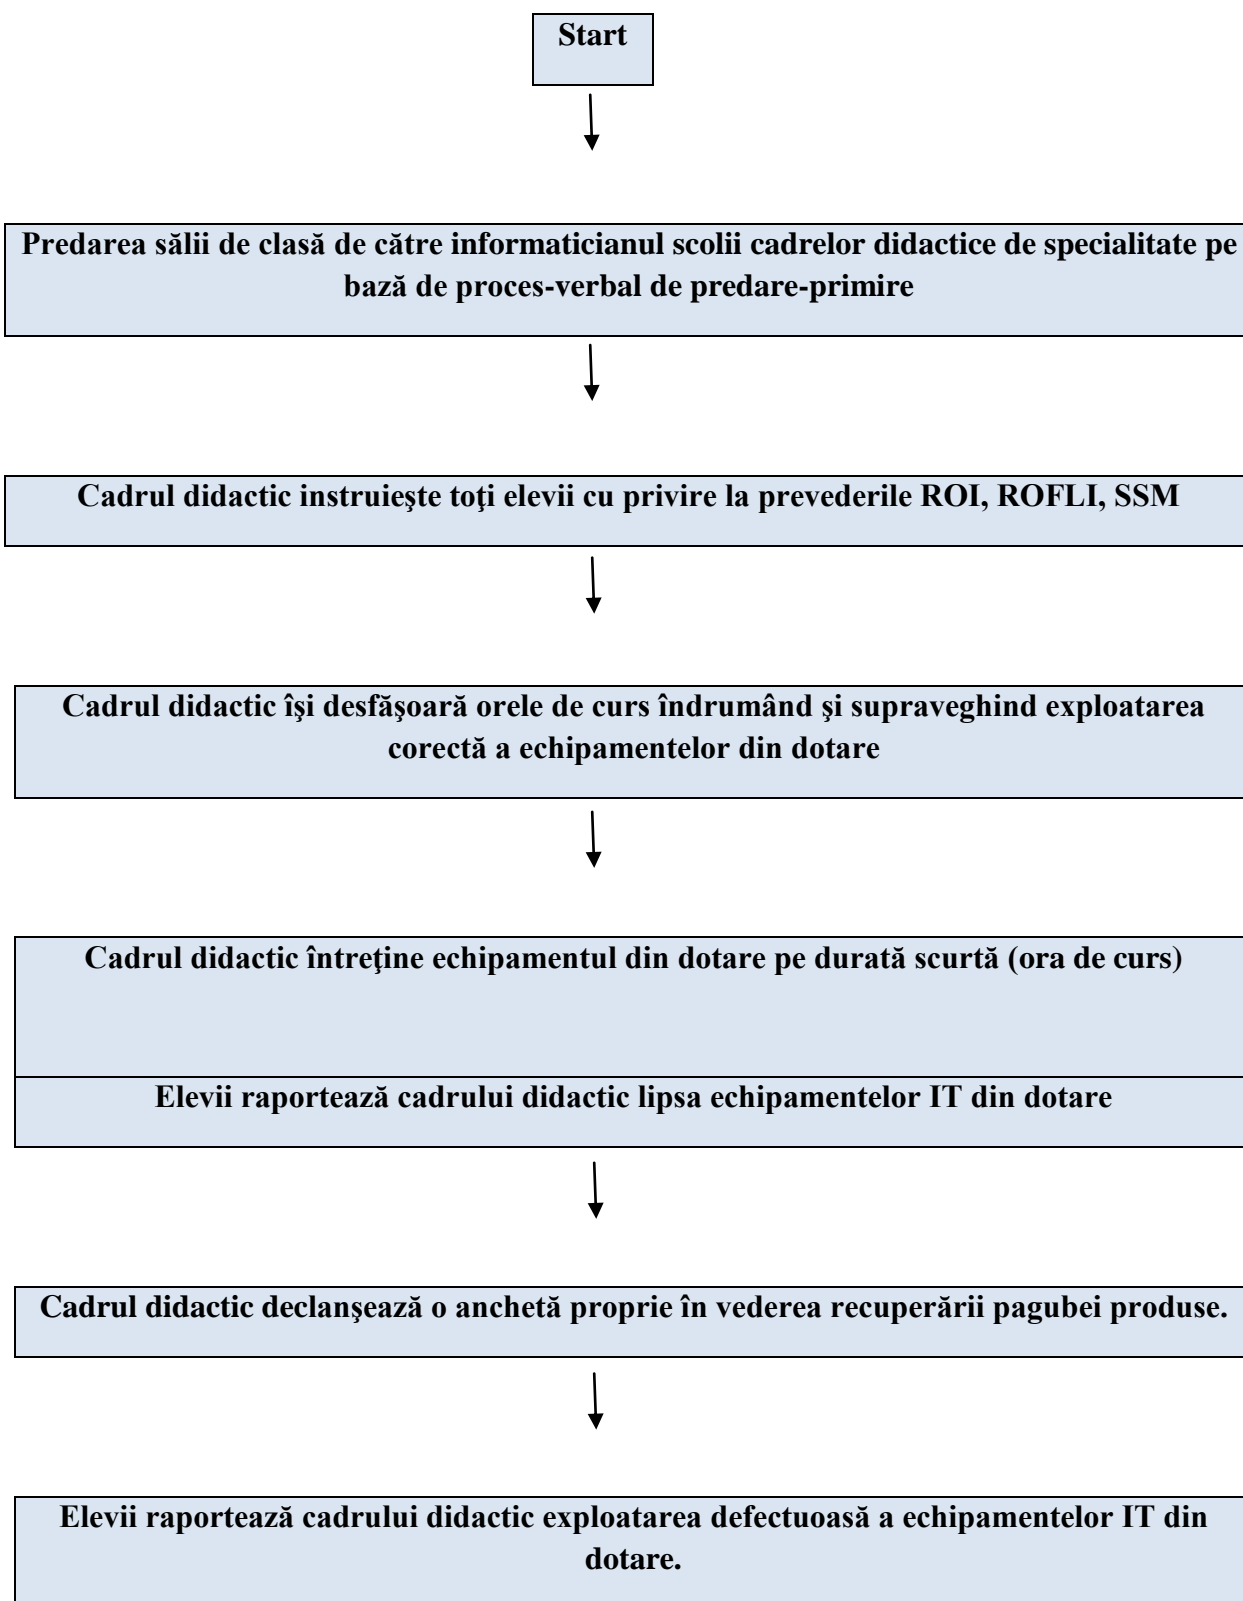 Start
Predarea sălii de clasă de către informaticianul scolii cadrelor didactice de specialitate pe
bază de proces-verbal de predare-primire
Cadrul didactic instruieşte toţi elevii cu privire la prevederile ROI, ROFLI, SSM
Cadrul didactic îşi desfăşoară orele de curs îndrumând şi supraveghind exploatarea
corectă a echipamentelor din dotare
Cadrul didactic întreţine echipamentul din dotare pe durată scurtă (ora de curs)
Elevii raportează cadrului didactic lipsa echipamentelor IT din dotare
Cadrul didactic declanşează o anchetă proprie în vederea recuperării pagubei produse.
Elevii raportează cadrului didactic exploatarea defectuoasă a echipamentelor IT din
dotare.